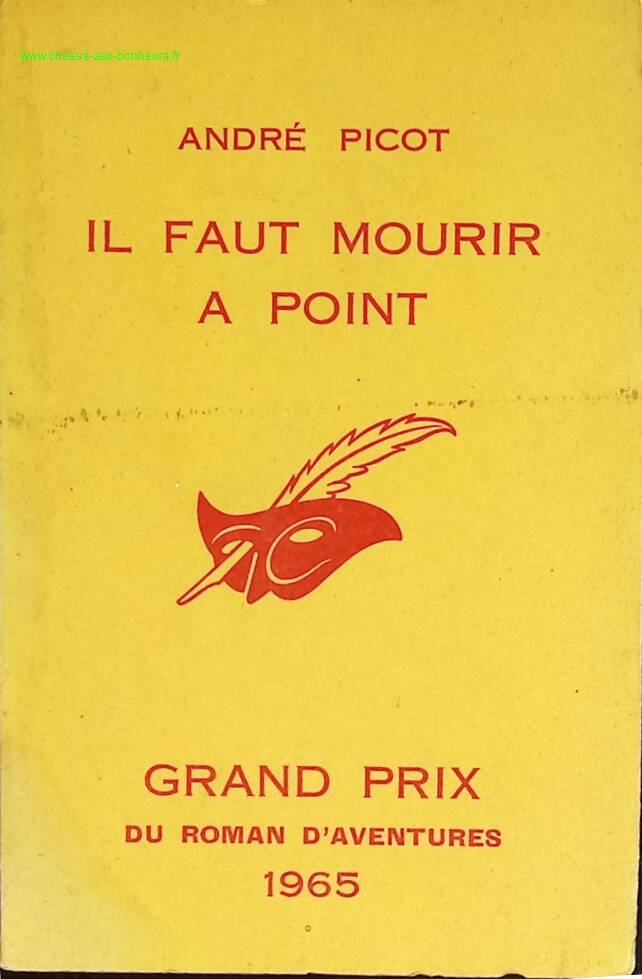 www.chasse-aux-bonheurs.fr
ANDRÉ PICOT
IL FAUT MOURIR
A POINT
GRAND PRIX
DU ROMAN D'AVENTURES
1965